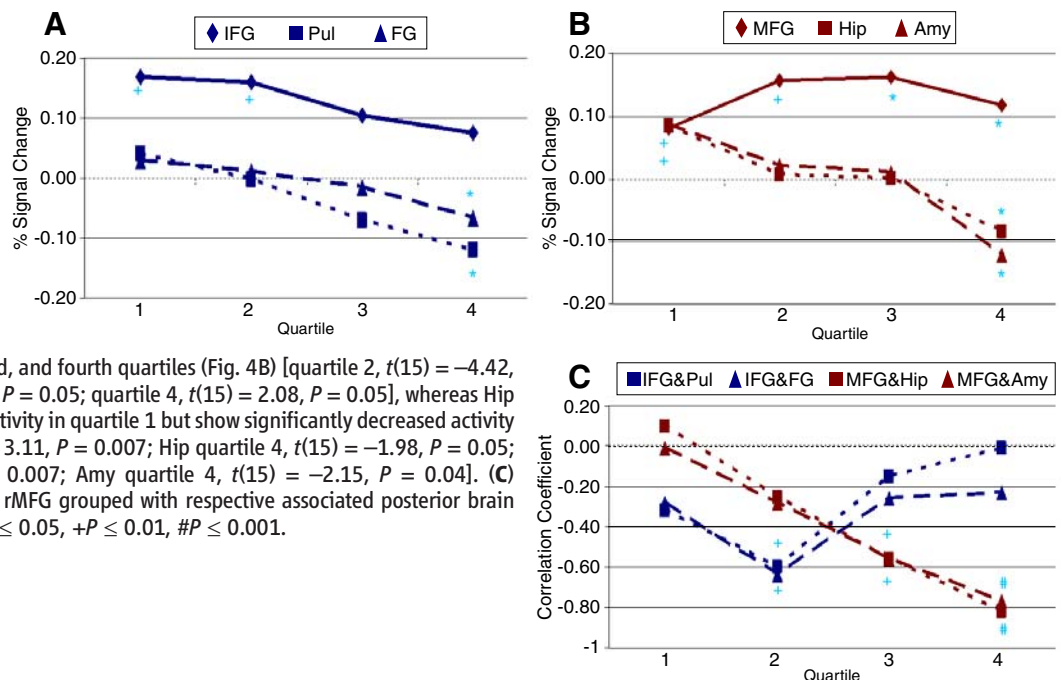 A
IFG Pul FG
0.20
0.10
0.00
-0.10
-0.20
% Signal Change
+ +
*
*
1 2 3 4
Quartile
B
MFG Hip Amy
0.20
0.10
0.00
-0.10
-0.20
% Signal Change
+ * *
+
+
*
*
1 2 3 4
Quartile
d, and fourth quartiles (Fig. 4B) [quartile 2, t(15) = −4.42,
P = 0.05; quartile 4, t(15) = 2.08, P = 0.05], whereas Hip
tivity in quartile 1 but show significantly decreased activity
3.11, P = 0.007; Hip quartile 4, t(15) = −1.98, P = 0.05;
0.007; Amy quartile 4, t(15) = −2.15, P = 0.04]. (C)
rMFG grouped with respective associated posterior brain
≤ 0.05, +P ≤ 0.01, #P ≤ 0.001.
C
IFG&Pul IFG&FG MFG&Hip MFG&Amy
0.20
0.00
-0.20
-0.40
-0.60
-0.80
-1
Correlation Coefficient
+ +
+ + #
#
1 2 3 4
Quartile